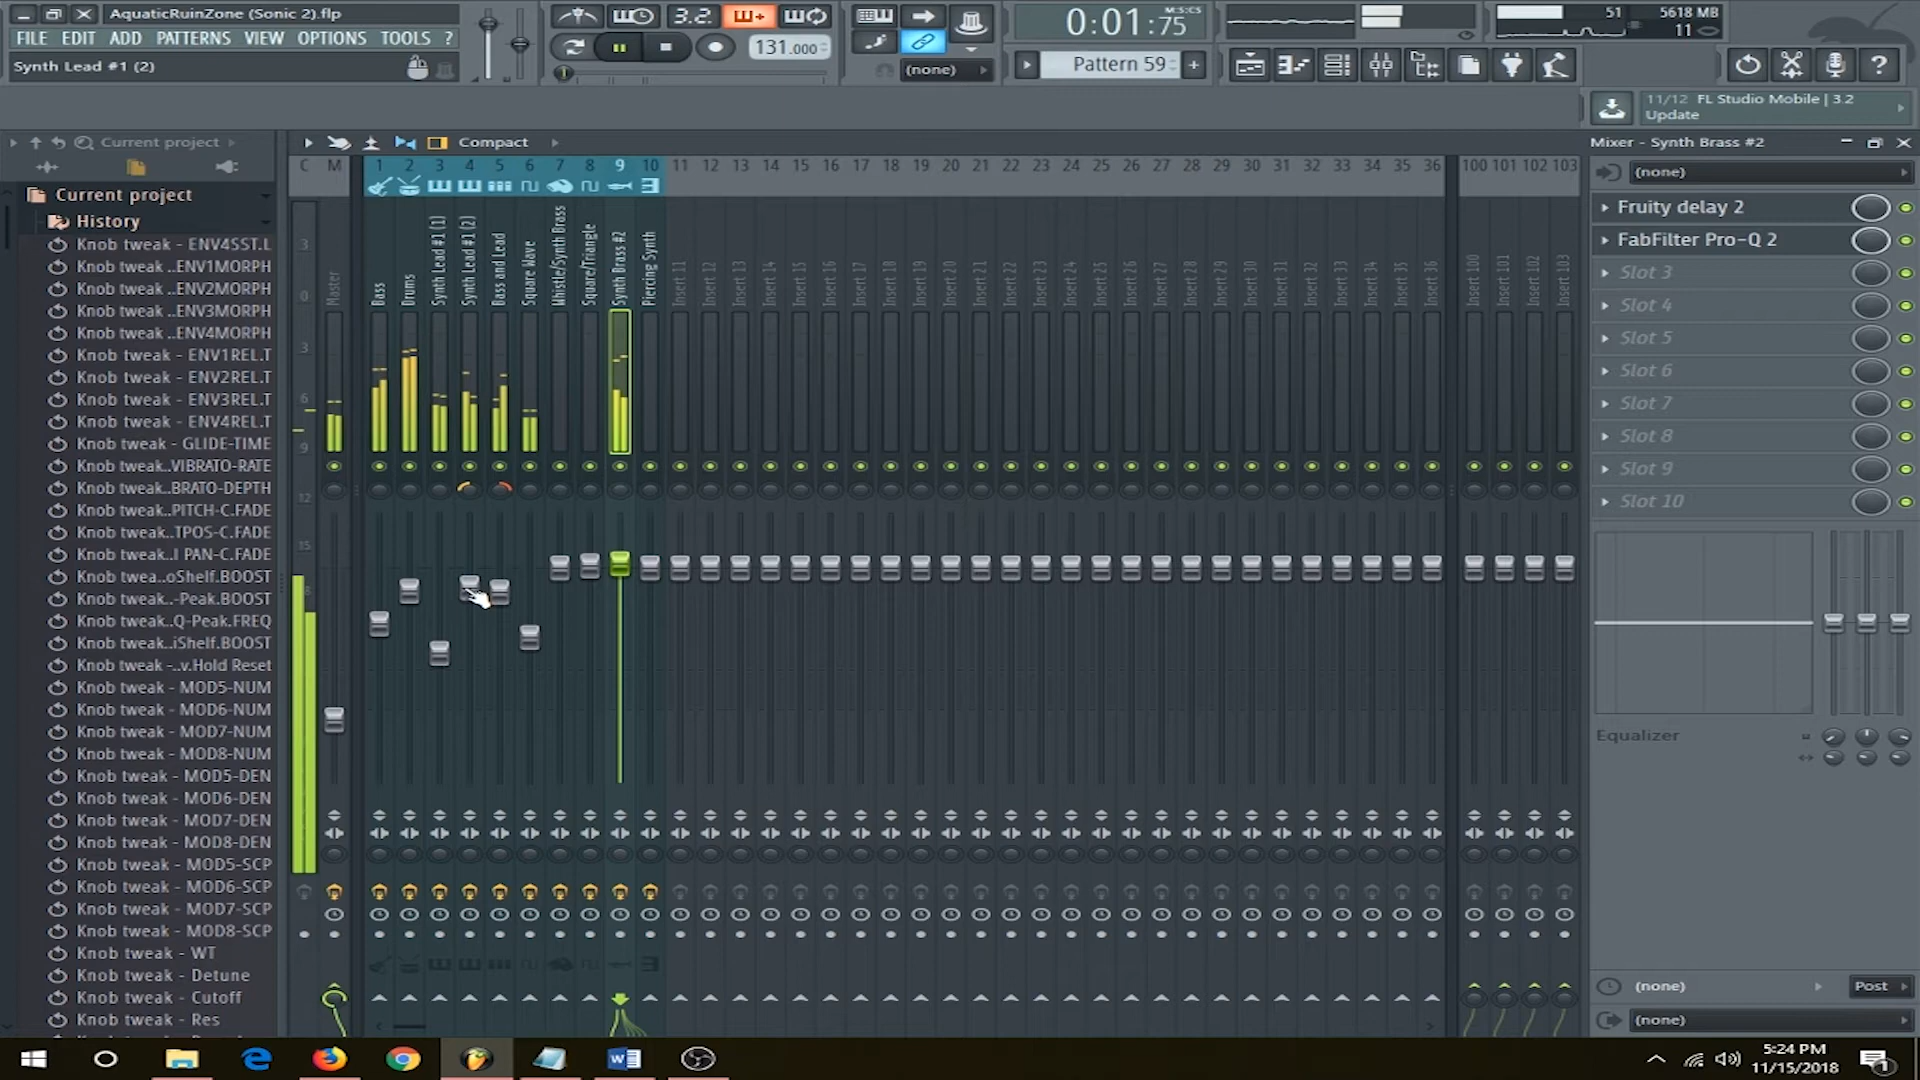 AquaticRuinZone (Sonic 2).flp
FILE EDIT ADD PATTERNS VIEW OPTIONS TOOLS ?
Synth Lead #1 (2)
3.2.
131.000
0:01:75
M:S:CS
(none)
Pattern 59
51
5618 MB
11
11/12 FL Studio Mobile | 3.2
Update
Current project
Current project
History
Knob tweak - ENV4SST.L
Knob tweak ..ENV1MORPH
Knob tweak ..ENV2MORPH
Knob tweak ..ENV3MORPH
Knob tweak ..ENV4MORPH
Knob tweak - ENV1REL.T
Knob tweak - ENV2REL.T
Knob tweak - ENV3REL.T
Knob tweak - ENV4REL.T
Knob tweak - GLIDE-TIME
Knob tweak..VIBRATO-RATE
Knob tweak..BRATO-DEPTH
Knob tweak..PITCH-C.FADE
Knob tweak..TPOS-C.FADE
Knob tweak..I PAN-C.FADE
Knob twea..oShelf.BOOST
Knob tweak..-Peak.BOOST
Knob tweak..Q-Peak.FREQ
Knob tweak..iShelf.BOOST
Knob tweak -..v.Hold Reset
Knob tweak - MOD5-NUM
Knob tweak - MOD6-NUM
Knob tweak - MOD7-NUM
Knob tweak - MOD8-NUM
Knob tweak - MOD5-DEN
Knob tweak - MOD6-DEN
Knob tweak - MOD7-DEN
Knob tweak - MOD8-DEN
Knob tweak - MOD5-SCP
Knob tweak - MOD6-SCP
Knob tweak - MOD7-SCP
Knob tweak - MOD8-SCP
Knob tweak - WT
Knob tweak - Detune
Knob tweak - Cutoff
Knob tweak - Res
Compact
C M 1 2 3 4 5 6 7 8 9 10 11 12 13 14 15 16 17 18 19 20 21 22 23 24 25 26 27 28 29 30 31 32 33 34 35 36 100 101 102 103
3
0
3
6
9
12
15
Master
Bass
Drums
Synth Lead #1 (1)
Synth Lead #1 (2)
Bass and Lead
Square Wave
Whistle/Synth Brass
Square/Triangle
Synth Brass #2
Piercing Synth
Insert 11
Insert 12
Insert 13
Insert 14
Insert 15
Insert 16
Insert 17
Insert 18
Insert 19
Insert 20
Insert 21
Insert 22
Insert 23
Insert 24
Insert 25
Insert 26
Insert 27
Insert 28
Insert 29
Insert 30
Insert 31
Insert 32
Insert 33
Insert 34
Insert 35
Insert 36
Insert 100
Insert 101
Insert 102
Insert 103
Mixer - Synth Brass #2
(none)
Fruity delay 2
FabFilter Pro-Q 2
Slot 3
Slot 4
Slot 5
Slot 6
Slot 7
Slot 8
Slot 9
Slot 10
Equalizer
(none)
Post
(none)
5:24 PM
11/15/2018